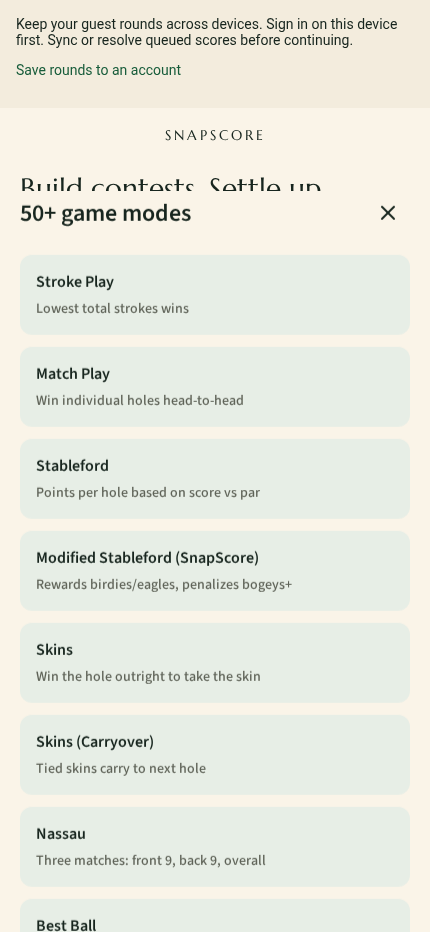 Keep your guest rounds across devices. Sign in on this device
first. Sync or resolve queued scores before continuing.
Save rounds to an account
SNAPSCORE
Build contests. Settle up.
50+ game modes
Stroke Play
Lowest total strokes wins
Match Play
Win individual holes head-to-head
Stableford
Points per hole based on score vs par
Modified Stableford (SnapScore)
Rewards birdies/eagles, penalizes bogeys+
Skins
Win the hole outright to take the skin
Skins (Carryover)
Tied skins carry to next hole
Nassau
Three matches: front 9, back 9, overall
Best Ball